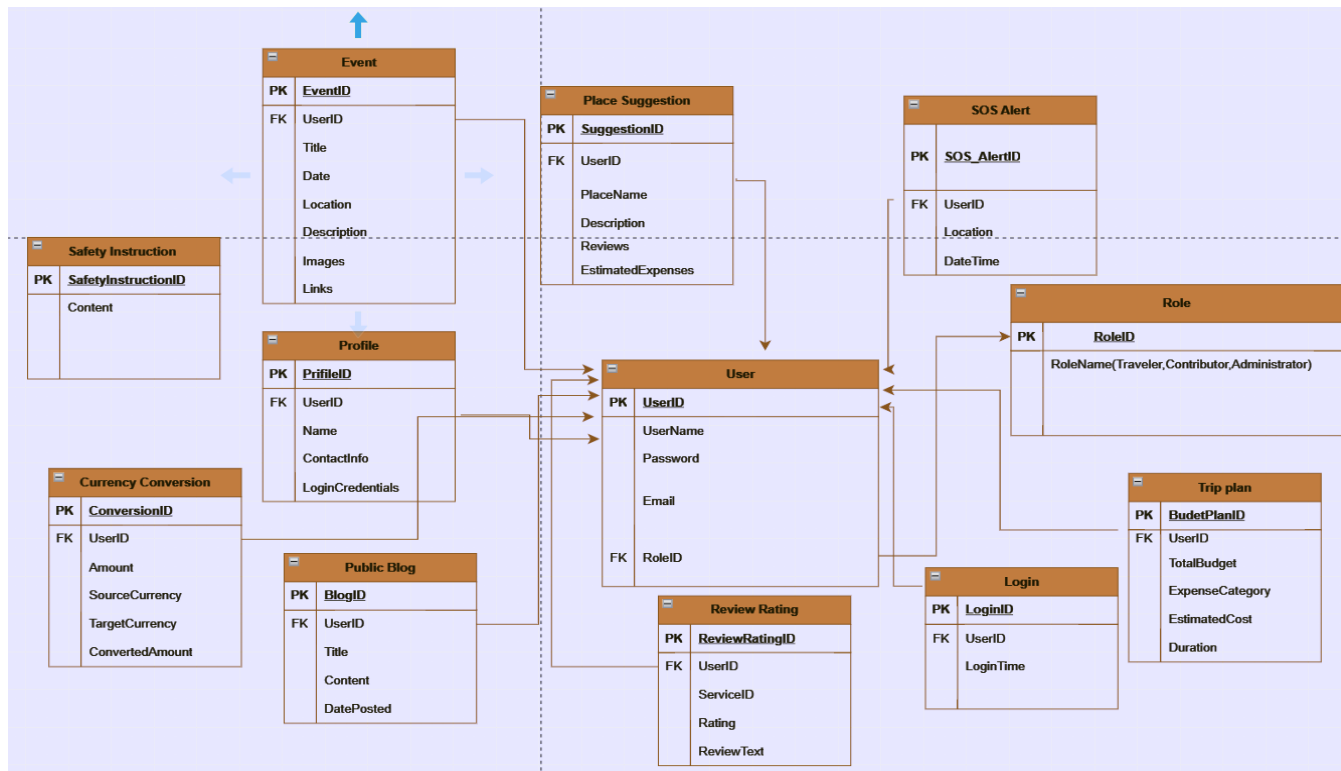 Event
PK EventID
FK UserID
Title
Date
Location
Description
Images
Links
Place Suggestion
PK SuggestionID
FK UserID
PlaceName
Description
Reviews
EstimatedExpenses
SOS Alert
PK SOS_AlertID
FK UserID
Location
DateTime
Safety Instruction
PK SafetyInstructionID
Content
Role
PK RoleID
RoleName(Traveler,Contributor,Administrator)
Profile
PK PrifileID
FK UserID
Name
ContactInfo
LoginCredentials
User
PK UserID
UserName
Password
Email
FK RoleID
Currency Conversion
PK ConversionID
FK UserID
Amount
SourceCurrency
TargetCurrency
ConvertedAmount
Public Blog
PK BlogID
FK UserID
Title
Content
DatePosted
Review Rating
PK ReviewRatingID
FK UserID
ServiceID
Rating
ReviewText
Login
PK LoginID
FK UserID
LoginTime
Trip plan
PK BudetPlanID
FK UserID
TotalBudget
ExpenseCategory
EstimatedCost
Duration